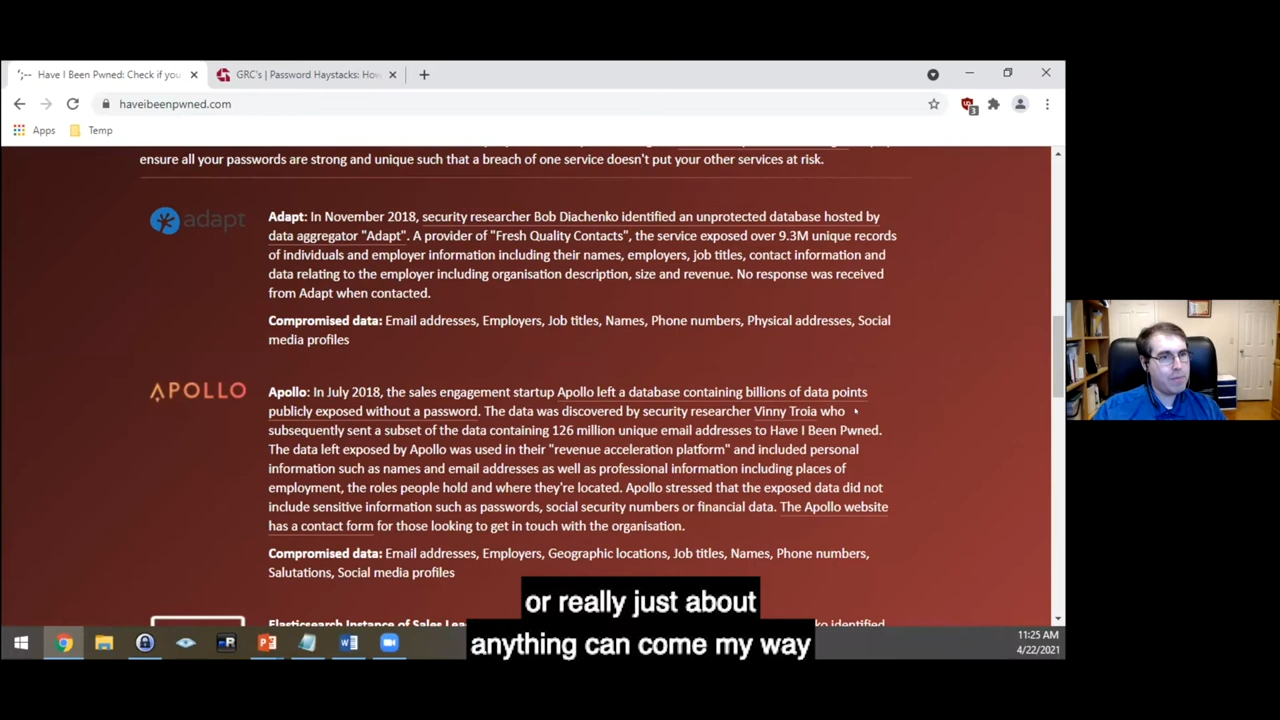 Have I Been Pwned: Check if you
GRC's | Password Haystacks: How
haveibeenpwned.com
3
Apps
Temp
ensure all your passwords are strong and unique such that a breach of one service doesn't put your other services at risk.
adapt
Adapt: In November 2018, security researcher Bob Diachenko identified an unprotected database hosted by
data aggregator "Adapt". A provider of "Fresh Quality Contacts", the service exposed over 9.3M unique records
of individuals and employer information including their names, employers, job titles, contact information and
data relating to the employer including organisation description, size and revenue. No response was received
from Adapt when contacted.
Compromised data: Email addresses, Employers, Job titles, Names, Phone numbers, Physical addresses, Social
media profiles
APOLLO
Apollo: In July 2018, the sales engagement startup Apollo left a database containing billions of data points
publicly exposed without a password. The data was discovered by security researcher Vinny Troia who
subsequently sent a subset of the data containing 126 million unique email addresses to Have I Been Pwned.
The data left exposed by Apollo was used in their "revenue acceleration platform" and included personal
information such as names and email addresses as well as professional information including places of
employment, the roles people hold and where they're located. Apollo stressed that the exposed data did not
include sensitive information such as passwords, social security numbers or financial data. The Apollo website
has a contact form for those looking to get in touch with the organisation.
Compromised data: Email addresses, Employers, Geographic locations, Job titles, Names, Phone numbers,
Salutations, Social media profiles
or really just about
anything can come my way
Elasticsearch Instance of Sales Lea
identified
11:25 AM
4/22/2021